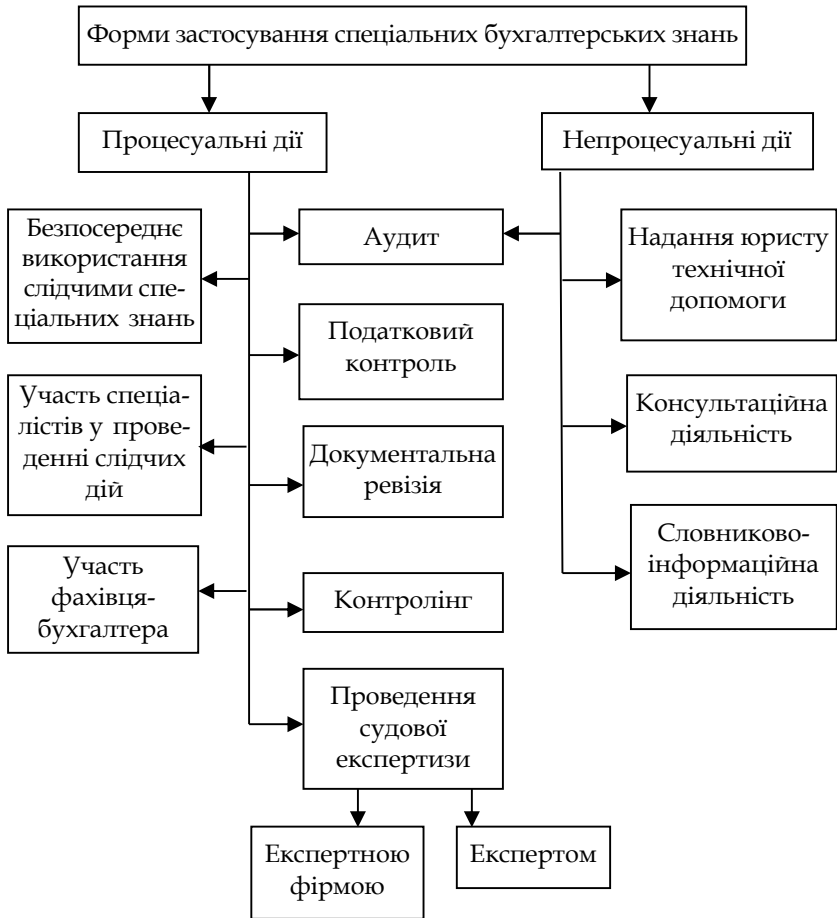 Форми застосування спеціальних бухгалтерських знань
Процесуальні дії
Непроцесуальні дії
Безпосереднє
використання
слідчими спе-
ціальних знань
Аудит
Надання юристу
технічної
допомоги
Податковий
контроль
Участь спеціа-
лістів у прове-
денні слідчих
дій
Консультаційна
діяльність
Документальна
ревізія
Словниково-
інформаційна
діяльність
Участь
фахівця-
бухгалтера
Контролінг
Проведення
судової
експертизи
Експертною
фірмою
Експертом